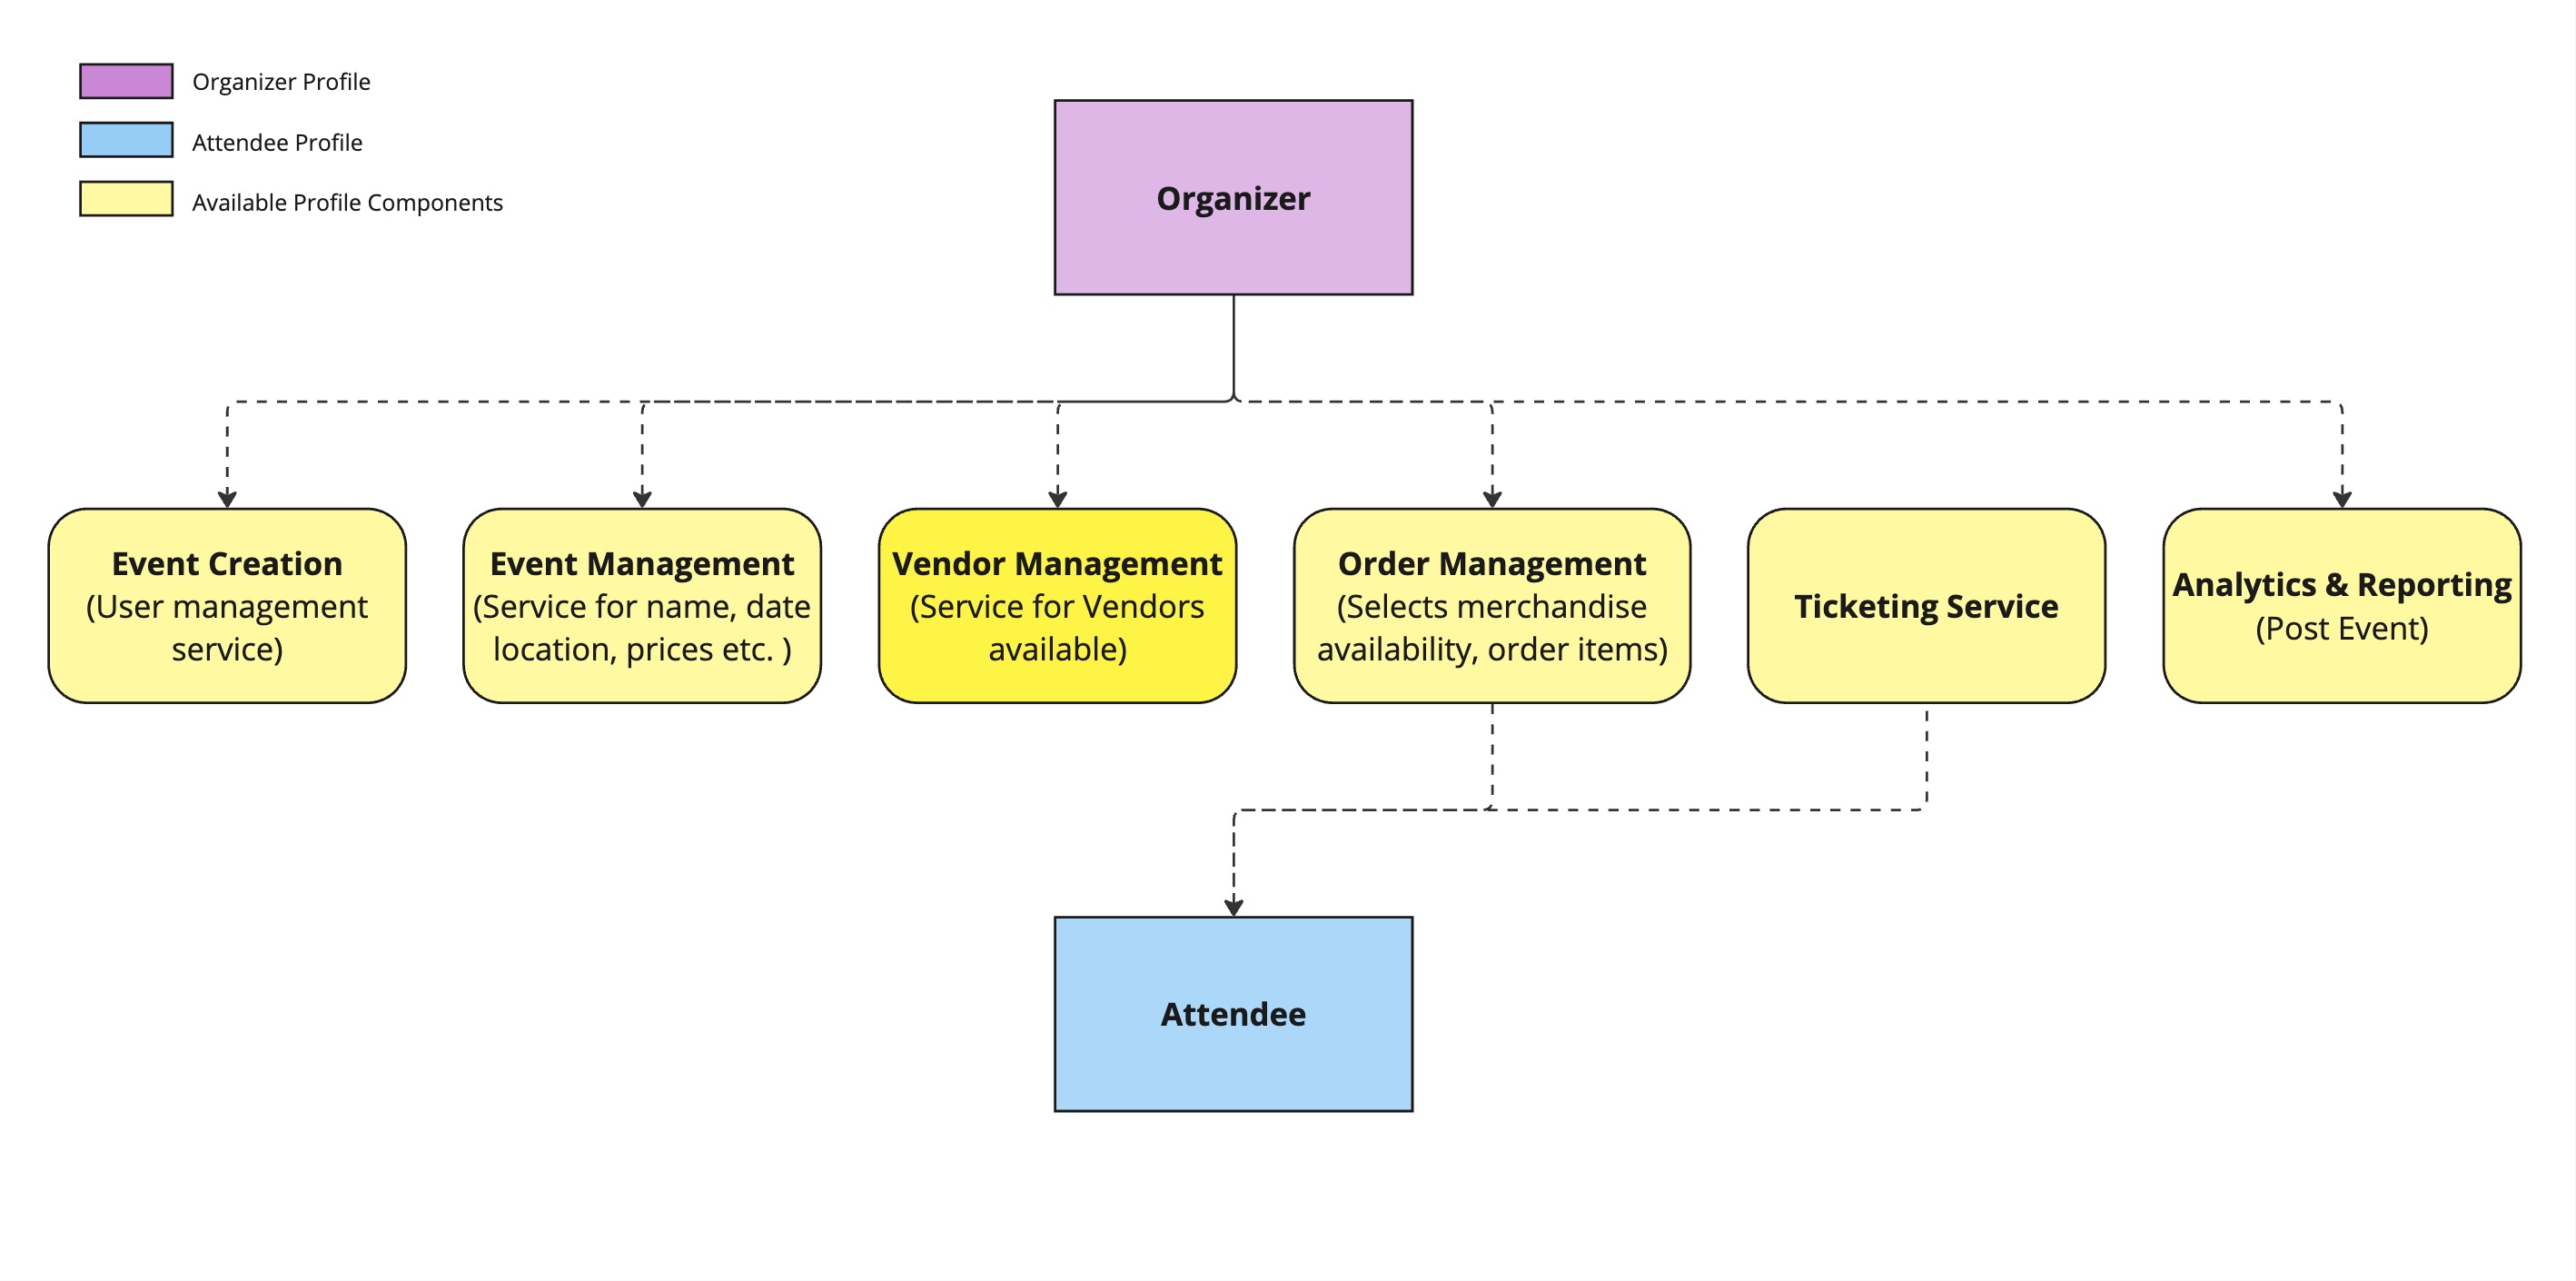 Organizer Profile
Attendee Profile
Available Profile Components
Organizer
Event Creation
(User management
service)
Event Management
(Service for name, date
location, prices etc. )
Vendor Management
(Service for Vendors
available)
Order Management
(Selects merchandise
availability, order items)
Ticketing Service
Analytics & Reporting
(Post Event)
Attendee